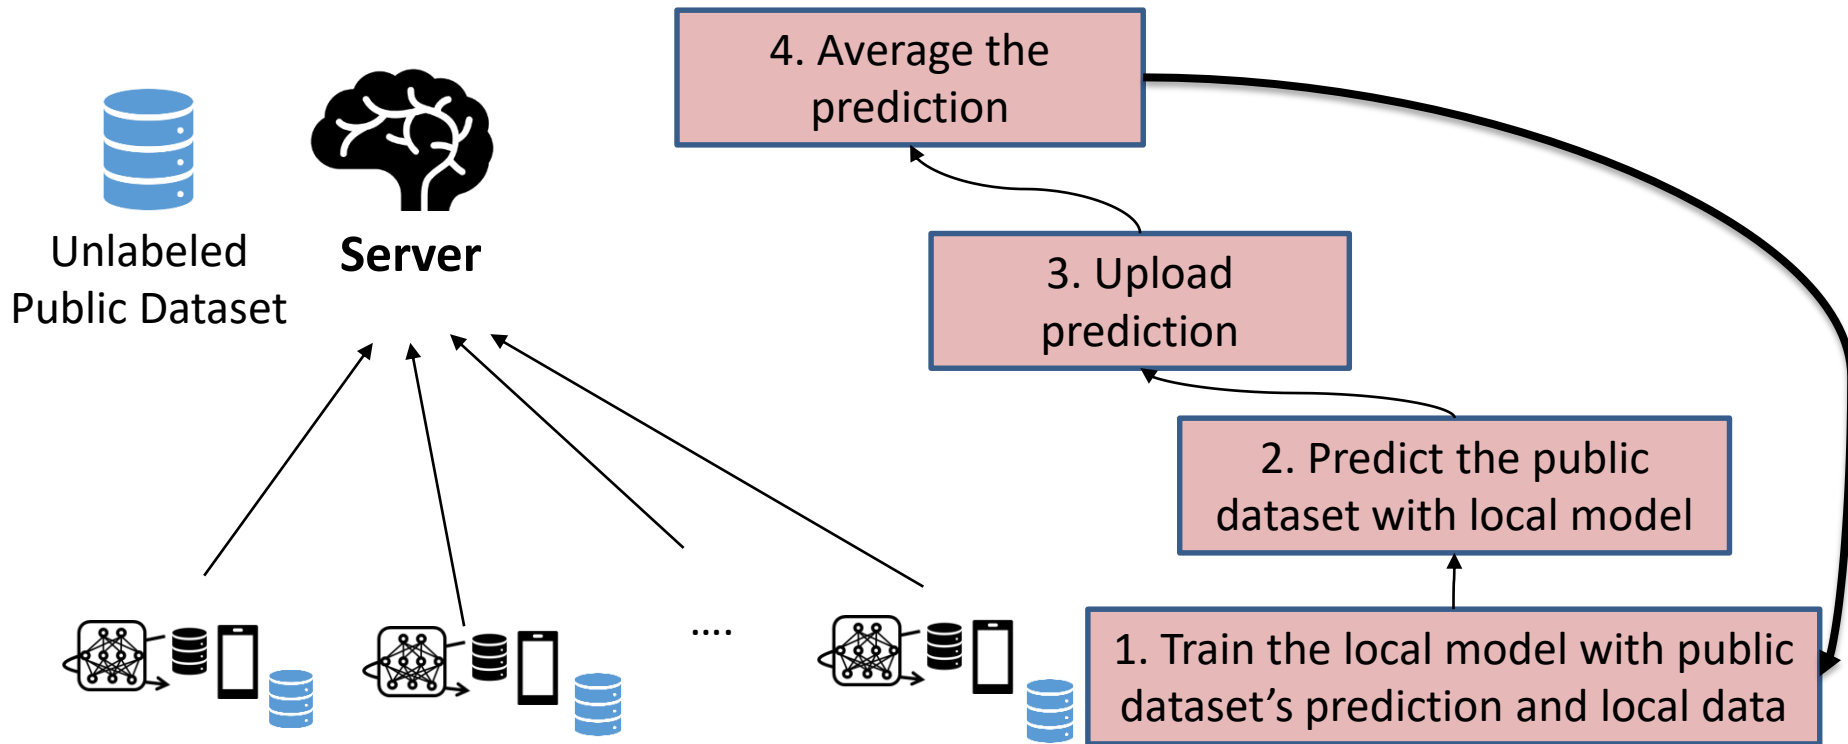 Unlabeled
Public Dataset
Server
....
4. Average the
prediction
3. Upload
prediction
2. Predict the public
dataset with local model
1. Train the local model with public
dataset’s prediction and local data